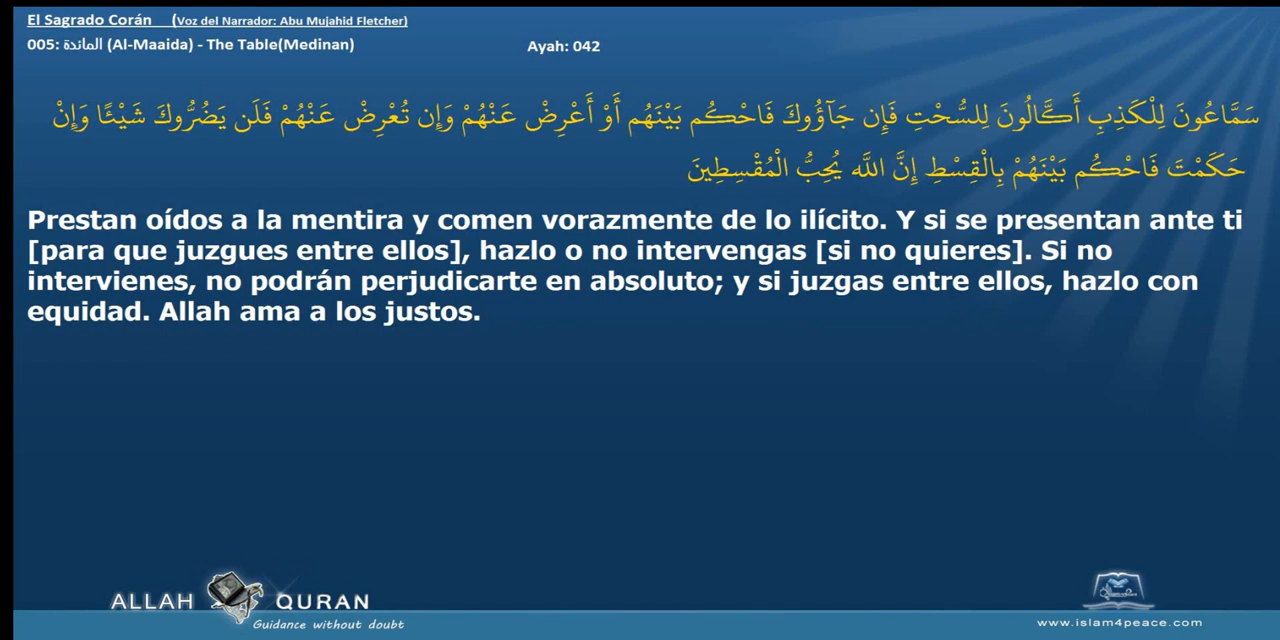 El Sagrado Corán (Voz del Narrador: Abu Mujahid Fletcher)
005: المائدة (Al-Maaida) - The Table(Medinan) Ayah: 042
سَمَّاعُونَ لِلْكَذِبِ أَكَّالُونَ لِلسُّحْتِ فَإِن جَآؤُوكَ فَاحْكُم بَيْنَهُم أَوْ أَعْرِضْ عَنْهُمْ وَإِن تُعْرِضْ عَنْهُمْ فَلَن يَضُرُّوكَ شَيْئًا وَإِنْ
حَكَمْتَ فَاحْكُم بَيْنَهُمْ بِالْقِسْطِ إِنَّ اللَّه يُحِبُّ الْمُقْسِطِينَ
Prestan oídos a la mentira y comen vorazmente de lo ilícito. Y si se presentan ante ti
[para que juzgues entre ellos], hazlo o no intervengas [si no quieres]. Si no
intervienes, no podrán perjudicarte en absoluto; y si juzgas entre ellos, hazlo con
equidad. Allah ama a los justos.
ALLAH QURAN
Guidance without doubt
www.islam4peace.com